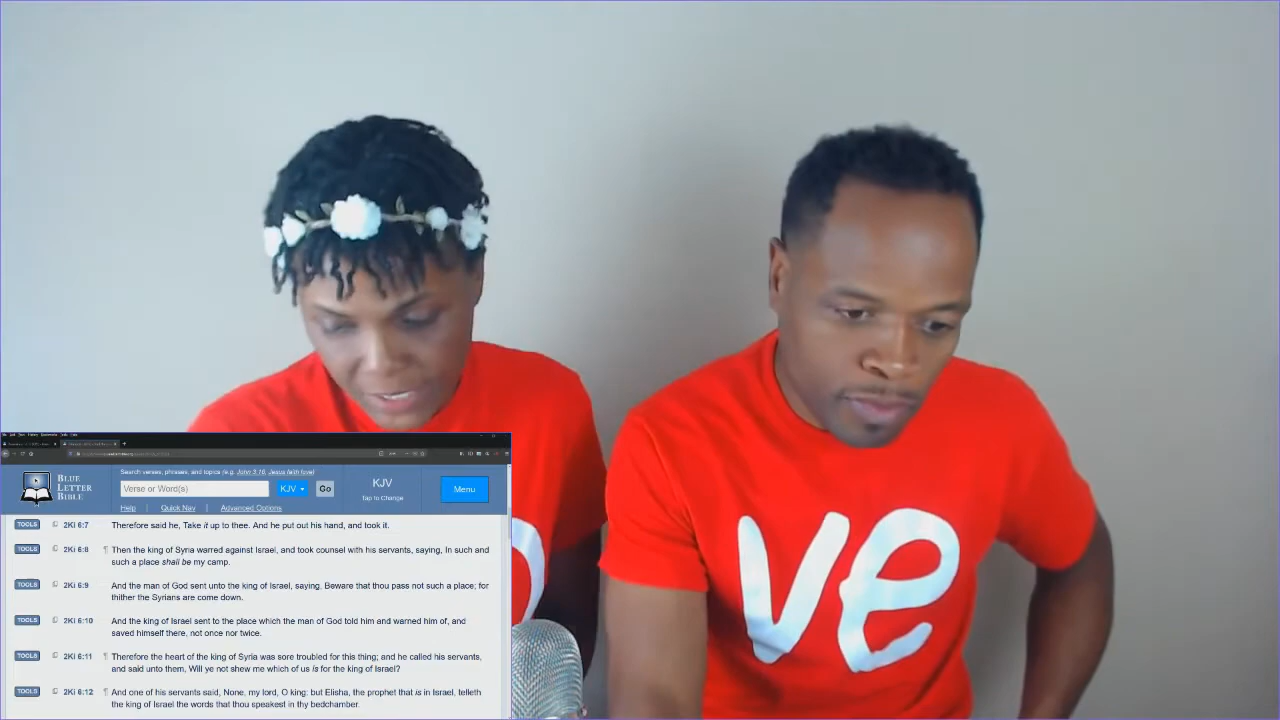 BLUE
LETTER
BIBLE
Search verses, phrases, and topics (e.g. John 3:16, Jesus faith love)
Verse or Word(s)
KJV
Go
Help | Quick Nav | Advanced Options
KJV
Tap to Change
Menu
TOOLS 2Ki 6:7 Therefore said he, Take it up to thee. And he put out his hand, and took it.
TOOLS 2Ki 6:8 ¶ Then the king of Syria warred against Israel, and took counsel with his servants, saying, In such and
such a place shall be my camp.
TOOLS 2Ki 6:9 And the man of God sent unto the king of Israel, saying, Beware that thou pass not such a place; for
thither the Syrians are come down.
TOOLS 2Ki 6:10 And the king of Israel sent to the place which the man of God told him and warned him of, and
saved himself there, not once nor twice.
TOOLS 2Ki 6:11 ¶ Therefore the heart of the king of Syria was sore troubled for this thing; and he called his servants,
and said unto them, Will ye not shew me which of us is for the king of Israel?
TOOLS 2Ki 6:12 ¶ And one of his servants said, None, my lord, O king: but Elisha, the prophet that is in Israel, telleth
the king of Israel the words that thou speakest in thy bedchamber.
ve